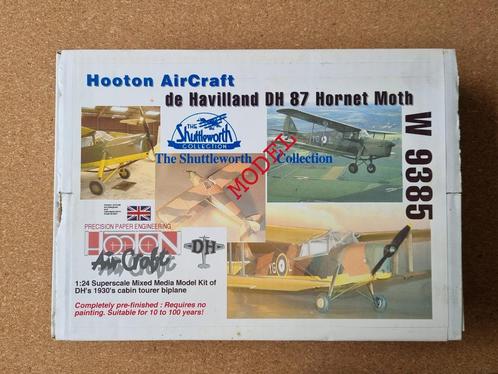 Hooton AirCraft
de Havilland DH 87 Hornet Moth
W 9385
THE
Shuttleworth
COLLECTION
The Shuttleworth Collection
MODEL
PRECISION PAPER ENGINEERING
HOOTON
AirCraft
DH
1:24 Superscale Mixed Media Model Kit of
DH's 1930's cabin tourer biplane
Completely pre-finished : Requires no
painting. Suitable for 10 to 100 years!